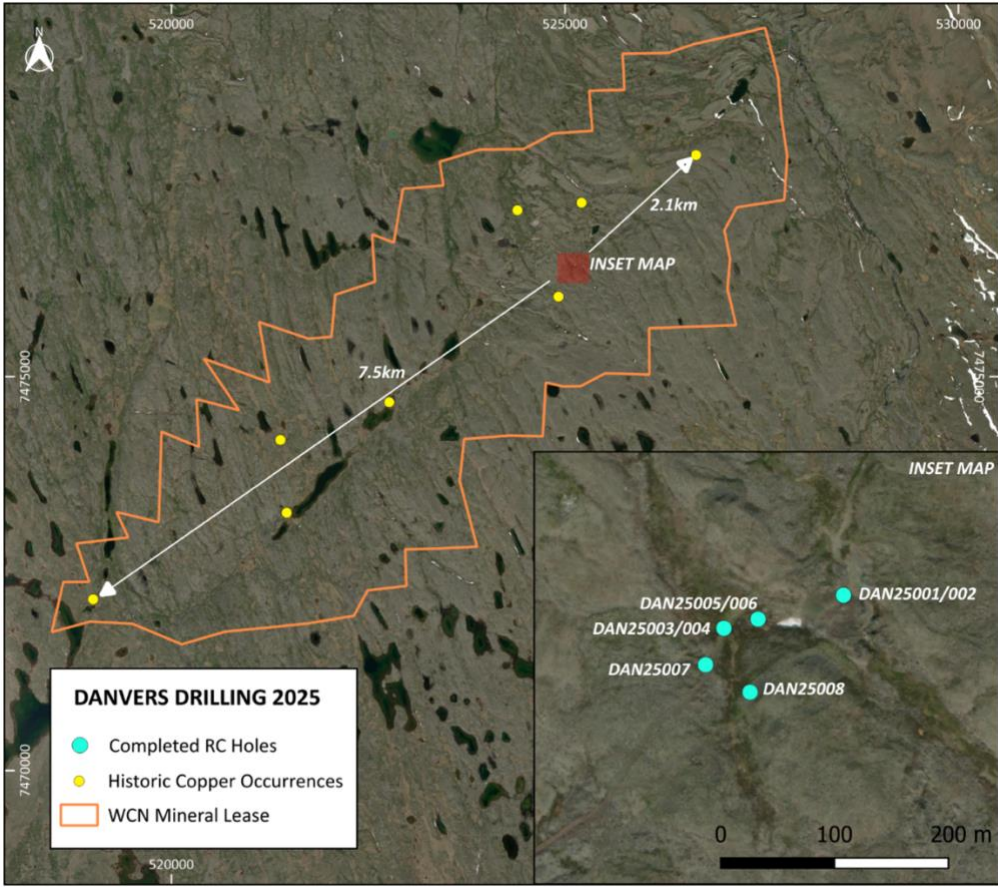 520000
525000
530000
N
2.1km
INSET MAP
7475000
7475000
7.5km
INSET MAP
DAN25001/002
DAN25005/006
DAN25003/004
DAN25007
DAN25008
DANVERS DRILLING 2025
Completed RC Holes
Historic Copper Occurrences
WCN Mineral Lease
7470000
0 100 200 m
520000